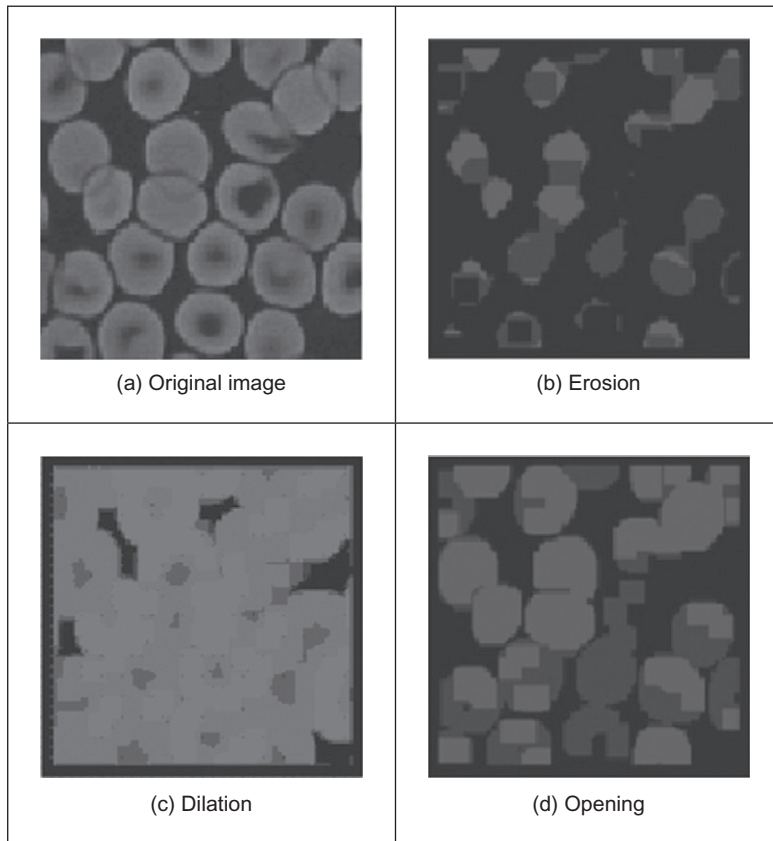 (a) Original image
(b) Erosion
(c) Dilation
(d) Opening